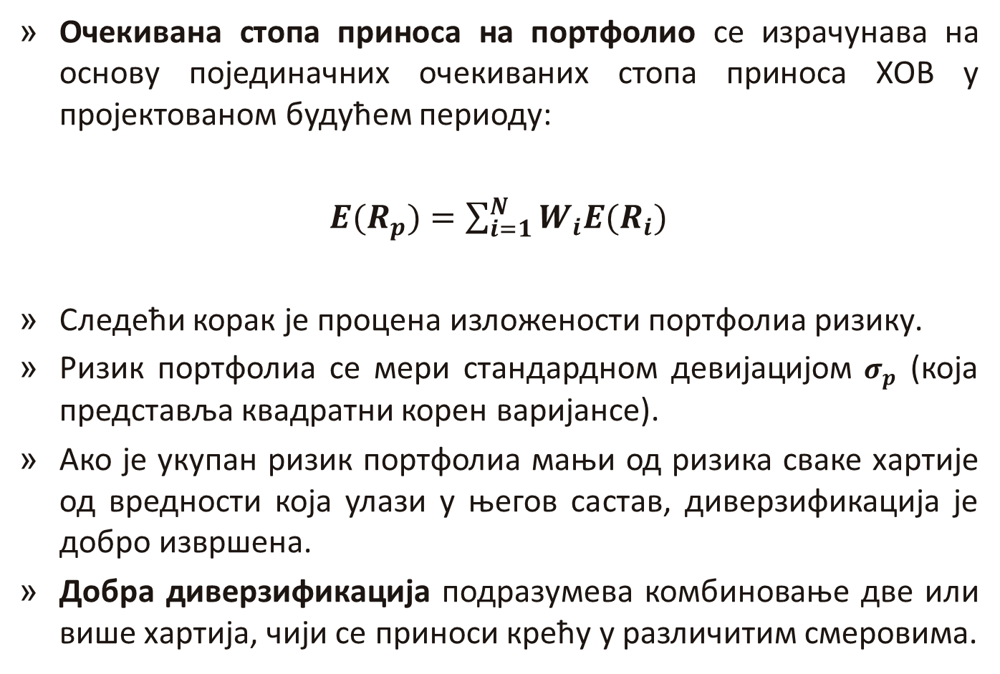 » Очекивана стопа приноса на портфолио се израчунава на
основу појединачних очекиваних стопа приноса ХОВ у
пројектованом будућем периоду:
E(R_p) = ∑_{i=1}^{N} W_i E(R_i)
» Следећи корак је процена изложености портфолиа ризику.
» Ризик портфолиа се мери стандардном девијацијом σ_p (која
представља квадратни корен варијансе).
» Ако је укупан ризик портфолиа мањи од ризика сваке хартије
од вредности која улази у његов састав, диверзификација је
добро извршена.
» Добра диверзификација подразумева комбиновање две или
више хартија, чији се приноси крећу у различитим смеровима.